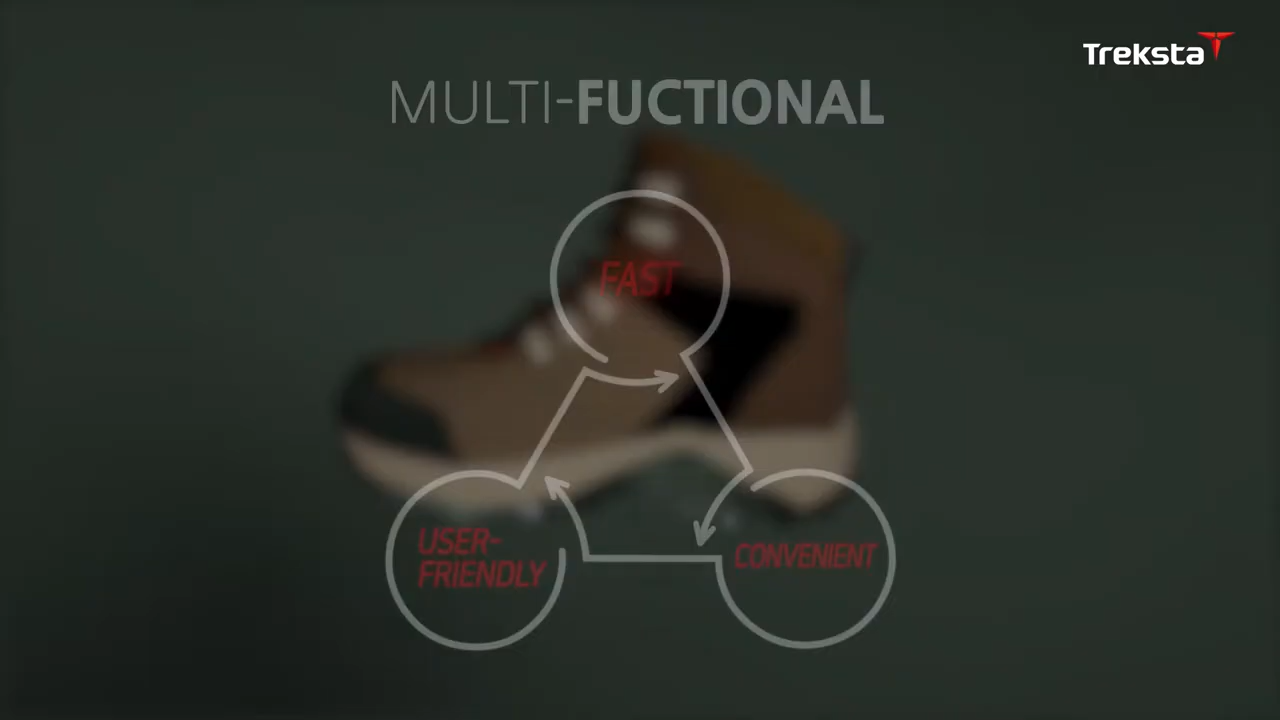 Treksta
MULTI-FUCTIONAL
FAST
USER-
FRIENDLY
CONVENIENT